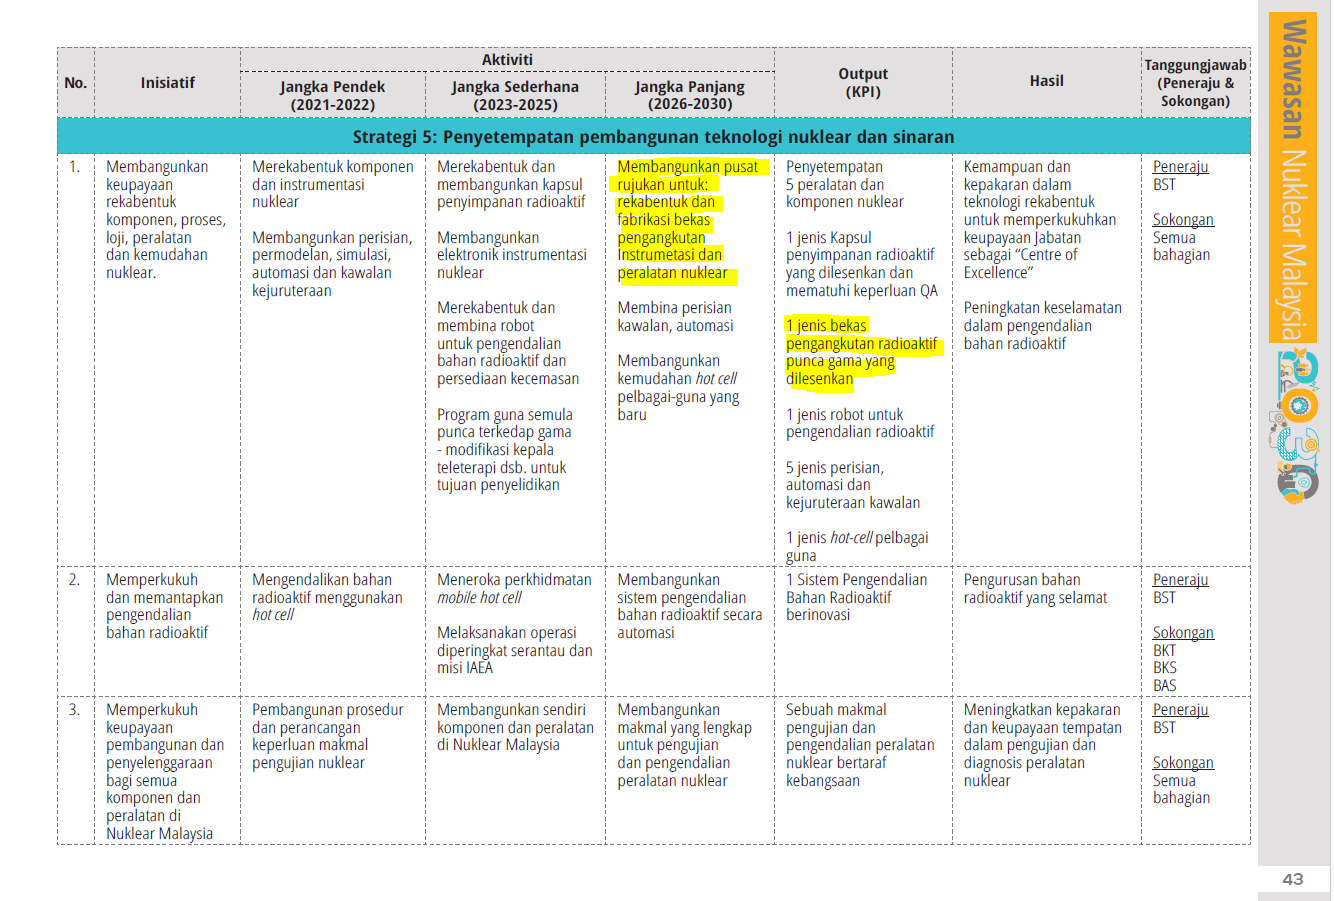 No.
Inisiatif
Aktiviti
Jangka Pendek
(2021-2022)
Jangka Sederhana
(2023-2025)
Jangka Panjang
(2026-2030)
Output
(KPI)
Hasil
Tanggungjawab
(Peneraju &
Sokongan)
Strategi 5: Penyetempatan pembangunan teknologi nuklear dan sinaran
1.
Membangunkan
keupayaan
rekabentuk
komponen, proses,
loji, peralatan
dan kemudahan
nuklear.
Merekabentuk komponen
dan instrumentasi
nuklear
Membangunkan perisian,
permodelan, simulasi,
automasi dan kawalan
kejuruteraan
Merekabentuk dan
membangunkan kapsul
penyimpanan radioaktif
Membangunkan
elektronik instrumentasi
nuklear
Merekabentuk dan
membina robot
untuk pengendalian
bahan radioaktif dan
persediaan kecemasan
Program guna semula
punca terkedap gama
- modifikasi kepala
teleterapi dsb. untuk
tujuan penyelidikan
Membangunkan pusat
rujukan untuk:
rekabentuk dan
fabrikasi bekas
pengangkutan
Instrumetasi dan
peralatan nuklear
Membina perisian
kawalan, automasi
Membangunkan
kemudahan hot cell
pelbagai-guna yang
baru
Penyetempatan
5 peralatan dan
komponen nuklear
1 jenis Kapsul
penyimpanan radioaktif
yang dilesenkan dan
mematuhi keperluan QA
1 jenis bekas
pengangkutan radioaktif
punca gama yang
dilesenkan
1 jenis robot untuk
pengendalian radioaktif
5 jenis perisian,
automasi dan
kejuruteraan kawalan
1 jenis hot-cell pelbagai
guna
Kemampuan dan
kepakaran dalam
teknologi rekabentuk
untuk memperkukuhkan
keupayaan Jabatan
sebagai “Centre of
Excellence”
Peningkatan keselamatan
dalam pengendalian
bahan radioaktif
Peneraju
BST
Sokongan
Semua
bahagian
2.
Memperkukuh
dan memantapkan
pengendalian
bahan radioaktif
Mengendalikan bahan
radioaktif menggunakan
hot cell
Meneroka perkhidmatan
mobile hot cell
Melaksanakan operasi
diperingkat serantau dan
misi IAEA
Membangunkan
sistem pengendalian
bahan radioaktif secara
automasi
1 Sistem Pengendalian
Bahan Radioaktif
berinovasi
Pengurusan bahan
radioaktif yang selamat
Peneraju
BST
Sokongan
BKT
BKS
BAS
3.
Memperkukuh
keupayaan
pembangunan dan
penyelenggaraan
bagi semua
komponen dan
peralatan di
Nuklear Malaysia
Pembangunan prosedur
dan perancangan
keperluan makmal
pengujian nuklear
Membangunkan sendiri
komponen dan peralatan
di Nuklear Malaysia
Membangunkan
makmal yang lengkap
untuk pengujian
dan pengendalian
peralatan nuklear
Sebuah makmal
pengujian dan
pengendalian peralatan
nuklear bertaraf
kebangsaan
Meningkatkan kepakaran
dan keupayaan tempatan
dalam pengujian dan
diagnosis peralatan
nuklear
Peneraju
BST
Sokongan
Semua
bahagian
Wawasan Nuklear Malaysia
2030
43